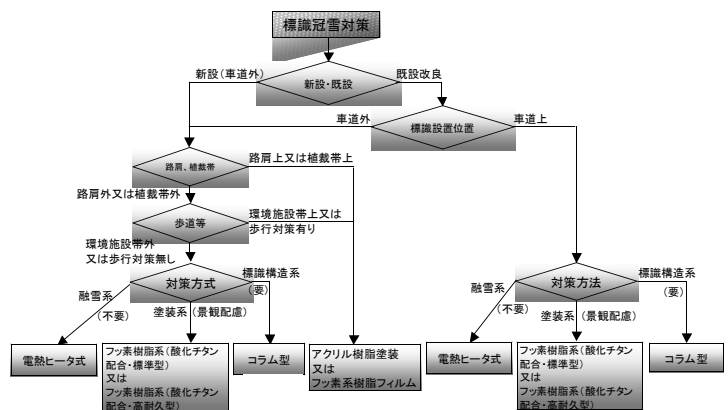 標識冠雪対策
新設・既設
新設(車道外)
既設改良
標識設置位置
車道外
車道上
路肩、植裁帯
路肩上又は植裁帯上
路肩外又は植裁帯外
歩道等
環境施設帯上又は
歩行対策有り
環境施設帯外
又は歩行対策無し
対策方式
融雪系
(不要)
塗装系(景観配慮)
標識構造系
(要)
対策方法
融雪系
(不要)
塗装系(景観配慮)
標識構造系
(要)
電熱ヒータ式
フッ素樹脂系(酸化チタン
配合・標準型)
又は
フッ素樹脂系(酸化チタン
配合・高耐久型)
コラム型
アクリル樹脂塗装
又は
フッ素系樹脂フィルム
電熱ヒータ式
フッ素樹脂系(酸化チタン
配合・標準型)
又は
フッ素樹脂系(酸化チタン
配合・高耐久型)
コラム型